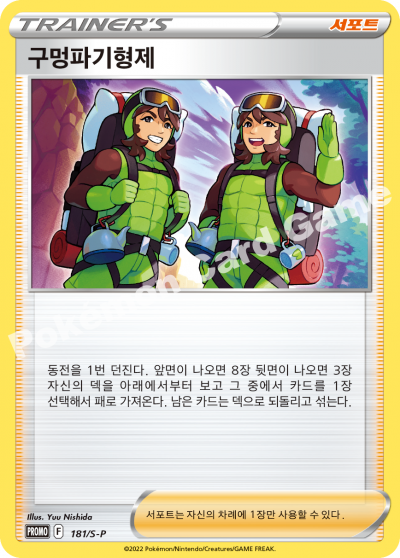 TRAINER'S
서포트
구멍파기형제
Pokémon Card Game
동전을 1번 던진다. 앞면이 나오면 8장 뒷면이 나오면 3장
자신의 덱을 아래에서부터 보고 그 중에서 카드를 1장
선택해서 패로 가져온다. 남은 카드는 덱으로 되돌리고 섞는다.
Illus. Yuu Nishida
PROMO F 181/S-P
서포트는 자신의 차례에 1장만 사용할 수 있다.
©2022 Pokémon/Nintendo/Creatures/GAME FREAK.